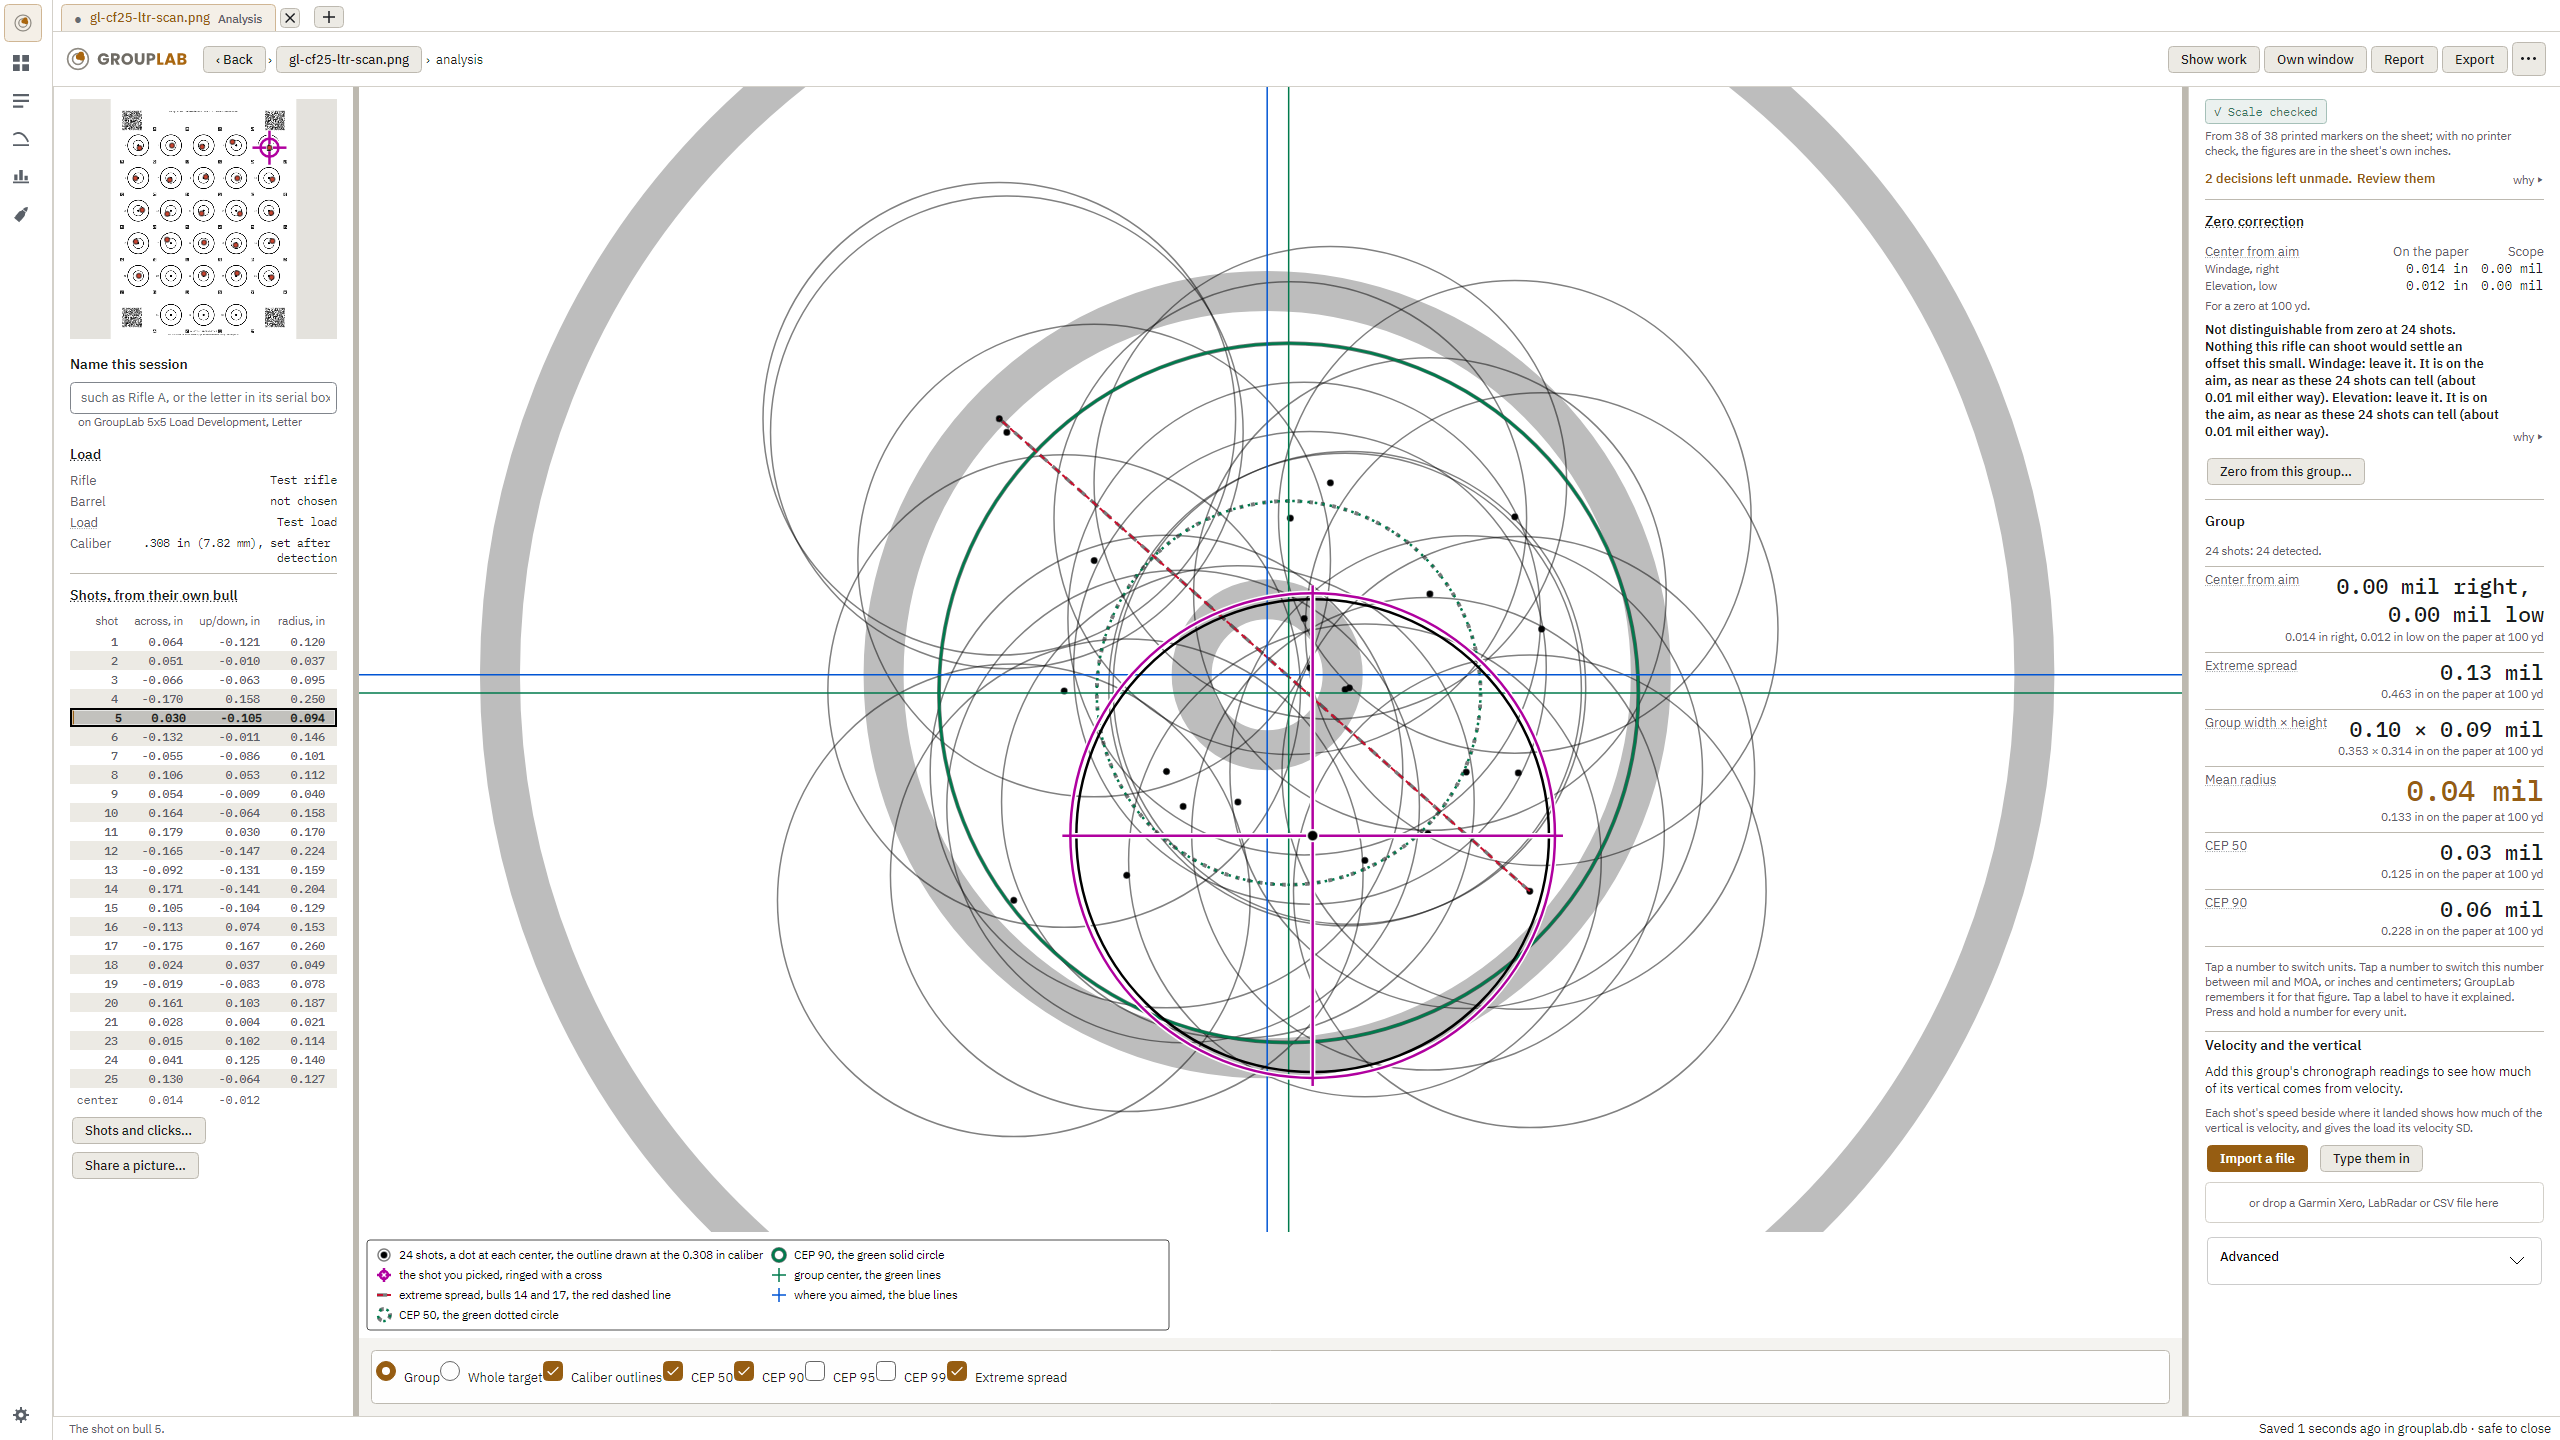 gl-cf25-ltr-scan.png Analysis
GROUPLAB
‹ Back › gl-cf25-ltr-scan.png › analysis
Show work Own window Report Export
Name this session
such as Rifle A, or the letter in its serial box
on GroupLab 5x5 Load Development, Letter
Load
Rifle Test rifle
Barrel not chosen
Load Test load
Caliber .308 in (7.82 mm), set after
detection
Shots, from their own bull
shot across, in up/down, in radius, in
1 0.064 -0.121 0.120
2 0.051 -0.010 0.037
3 -0.066 -0.063 0.095
4 -0.170 0.158 0.250
5 0.030 -0.105 0.094
6 -0.132 -0.011 0.146
7 -0.055 -0.086 0.101
8 0.106 0.053 0.112
9 0.054 -0.009 0.040
10 0.164 -0.064 0.158
11 0.179 0.030 0.170
12 -0.165 -0.147 0.224
13 -0.092 -0.131 0.159
14 0.171 -0.141 0.204
15 0.105 -0.104 0.129
16 -0.113 0.074 0.153
17 -0.175 0.167 0.260
18 0.024 0.037 0.049
19 -0.019 -0.083 0.078
20 0.161 0.103 0.187
21 0.028 0.004 0.021
23 0.015 0.102 0.114
24 0.041 0.125 0.140
25 0.130 -0.064 0.127
center 0.014 -0.012
Shots and clicks...
Share a picture...
24 shots, a dot at each center, the outline drawn at the 0.308 in caliber
the shot you picked, ringed with a cross
extreme spread, bulls 14 and 17, the red dashed line
CEP 50, the green dotted circle
CEP 90, the green solid circle
group center, the green lines
where you aimed, the blue lines
Group Whole target Caliber outlines CEP 50 CEP 90 CEP 95 CEP 99 Extreme spread
√ Scale checked
From 38 of 38 printed markers on the sheet; with no printer
check, the figures are in the sheet's own inches.
2 decisions left unmade. Review them why ▸
Zero correction
Center from aim On the paper Scope
Windage, right 0.014 in 0.00 mil
Elevation, low 0.012 in 0.00 mil
For a zero at 100 yd.
Not distinguishable from zero at 24 shots.
Nothing this rifle can shoot would settle an
offset this small. Windage: leave it. It is on the
aim, as near as these 24 shots can tell (about
0.01 mil either way). Elevation: leave it. It is on
the aim, as near as these 24 shots can tell (about
0.01 mil either way). why ▸
Zero from this group...
Group
24 shots: 24 detected.
Center from aim 0.00 mil right,
0.00 mil low
0.014 in right, 0.012 in low on the paper at 100 yd
Extreme spread 0.13 mil
0.463 in on the paper at 100 yd
Group width × height 0.10 × 0.09 mil
0.353 × 0.314 in on the paper at 100 yd
Mean radius 0.04 mil
0.133 in on the paper at 100 yd
CEP 50 0.03 mil
0.125 in on the paper at 100 yd
CEP 90 0.06 mil
0.228 in on the paper at 100 yd
Tap a number to switch units. Tap a number to switch this number
between mil and MOA, or inches and centimeters; GroupLab
remembers it for that figure. Tap a label to have it explained.
Press and hold a number for every unit.
Velocity and the vertical
Add this group's chronograph readings to see how much
of its vertical comes from velocity.
Each shot's speed beside where it landed shows how much of the
vertical is velocity, and gives the load its velocity SD.
Import a file Type them in
or drop a Garmin Xero, LabRadar or CSV file here
Advanced
The shot on bull 5.
Saved 1 seconds ago in grouplab.db · safe to close